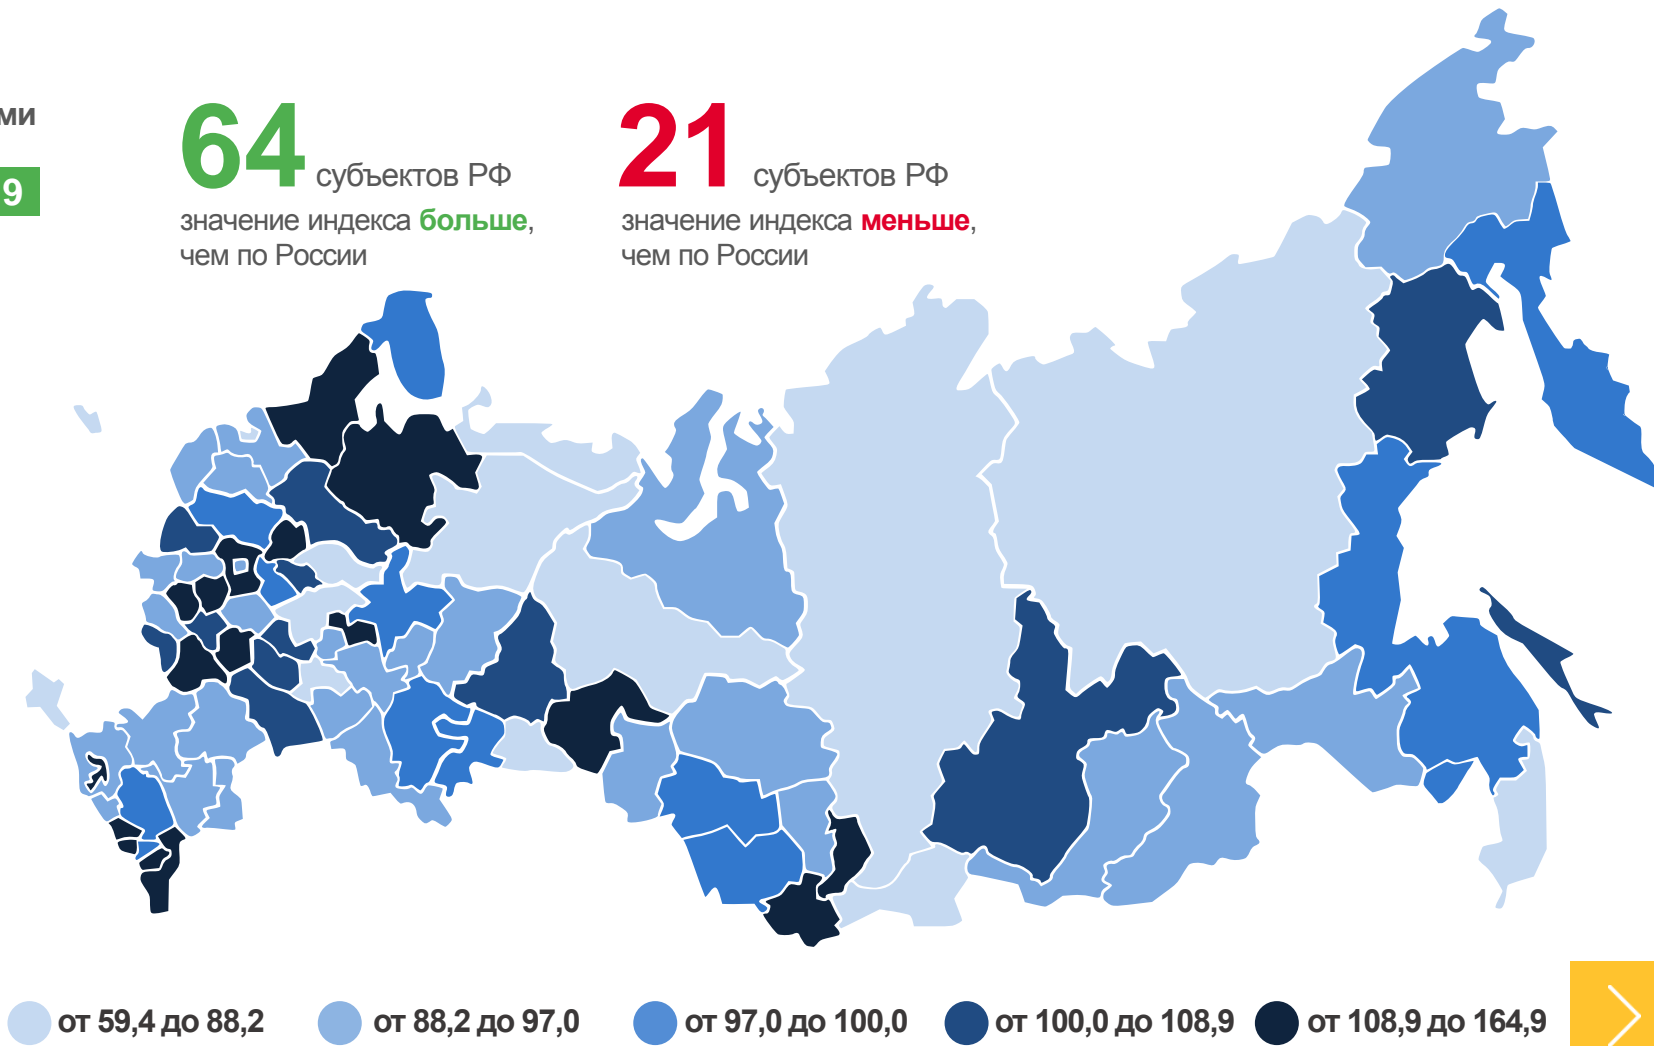 ми
9
64 субъектов РФ
значение индекса больше,
чем по России
21 субъектов РФ
значение индекса меньше,
чем по России
от 59,4 до 88,2
от 88,2 до 97,0
от 97,0 до 100,0
от 100,0 до 108,9
от 108,9 до 164,9